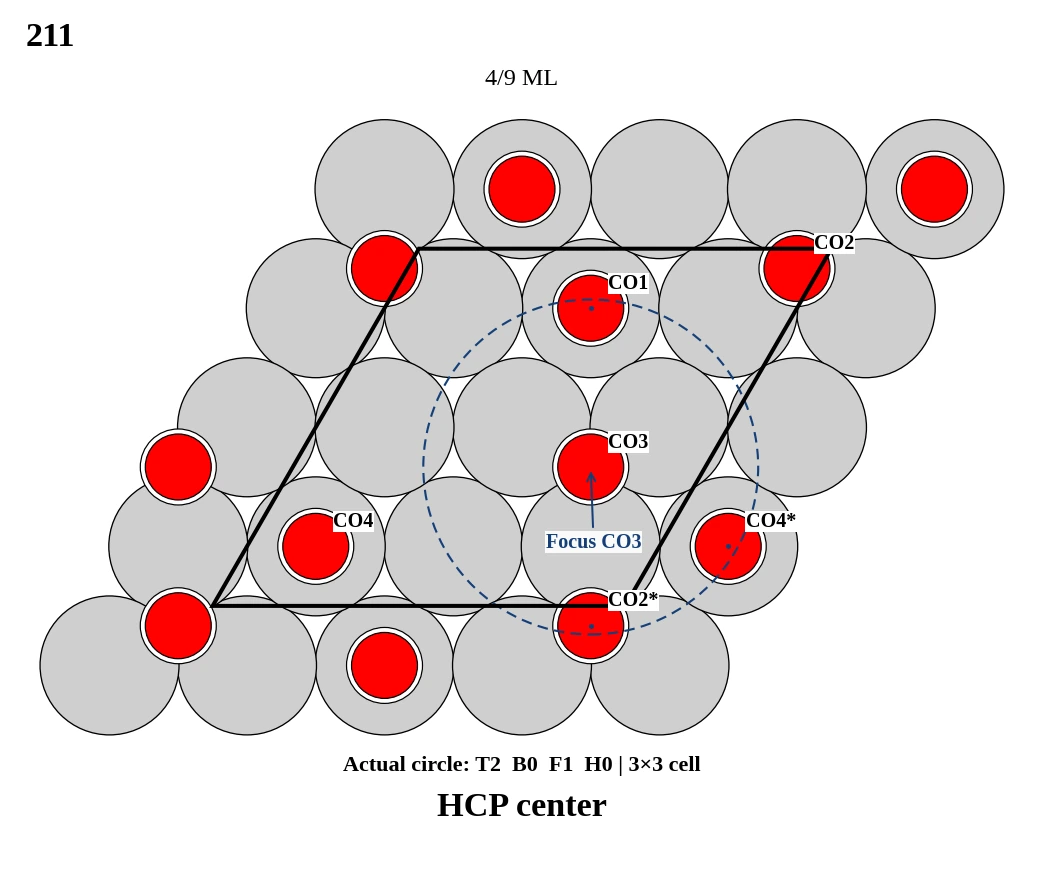 211
4/9 ML
CO2
CO1
CO3
CO4
CO4*
Focus CO3
CO2*
Actual circle: T2 B0 F1 H0 | 3×3 cell
HCP center